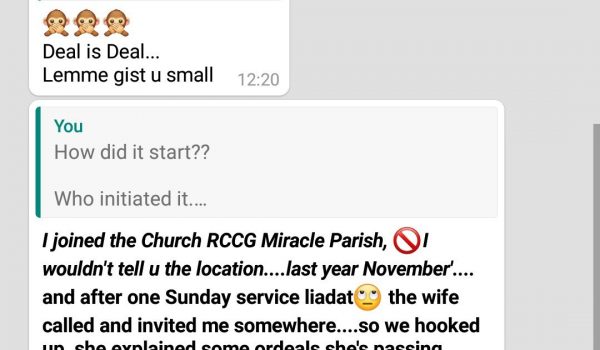 🙊🙊🙊
Deal is Deal...
Lemme gist u small
12:20
You
How did it start??
Who initiated it....
I joined the Church RCCG Miracle Parish, 🚫I
wouldn't tell u the location....last year November'....
and after one Sunday service liadat🙄 the wife
called and invited me somewhere....so we hooked
up, she explained some ordeals she's passing